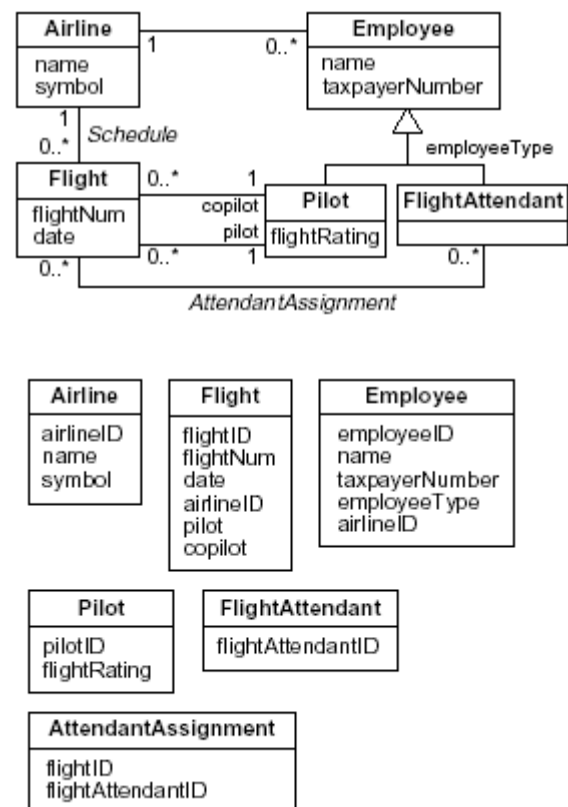 Airline
name
symbol
1
0..*
Employee
name
taxpayerNumber
1
0..*
Schedule
employeeType
Flight
flightNum
date
0..*
1
copilot
pilot
0..*
1
Pilot
flightRating
FlightAttendant
0..*
0..*
AttendantAssignment
Airline
airlineID
name
symbol
Flight
flightID
flightNum
date
airlineID
pilot
copilot
Employee
employeeID
name
taxpayerNumber
employeeType
airlineID
Pilot
pilotID
flightRating
FlightAttendant
flightAttendantID
AttendantAssignment
flightID
flightAttendantID